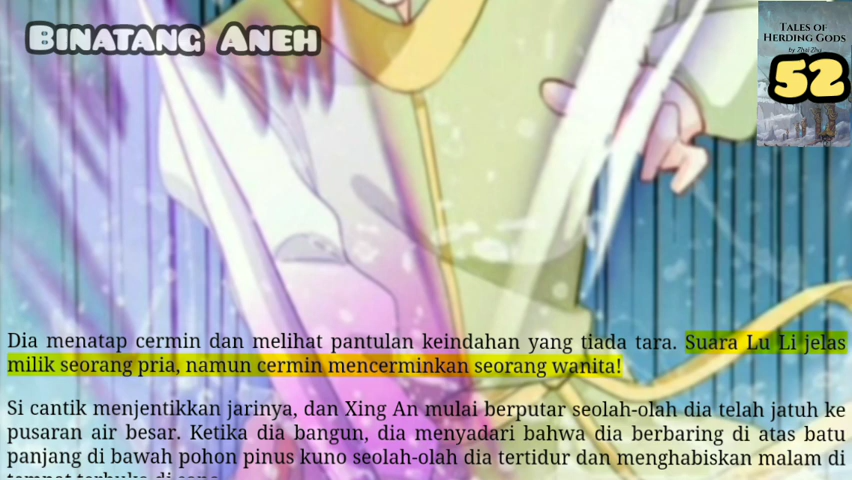 Binatang Aneh
Tales of
Herding Gods
by Zhai Zhu
52
Dia menatap cermin dan melihat pantulan keindahan yang tiada tara. Suara Lu Li jelas
milik seorang pria, namun cermin mencerminkan seorang wanita!
Si cantik menjentikkan jarinya, dan Xing An mulai berputar seolah-olah dia telah jatuh ke
pusaran air besar. Ketika dia bangun, dia menyadari bahwa dia berbaring di atas batu
panjang di bawah pohon pinus kuno seolah-olah dia tertidur dan menghabiskan malam di